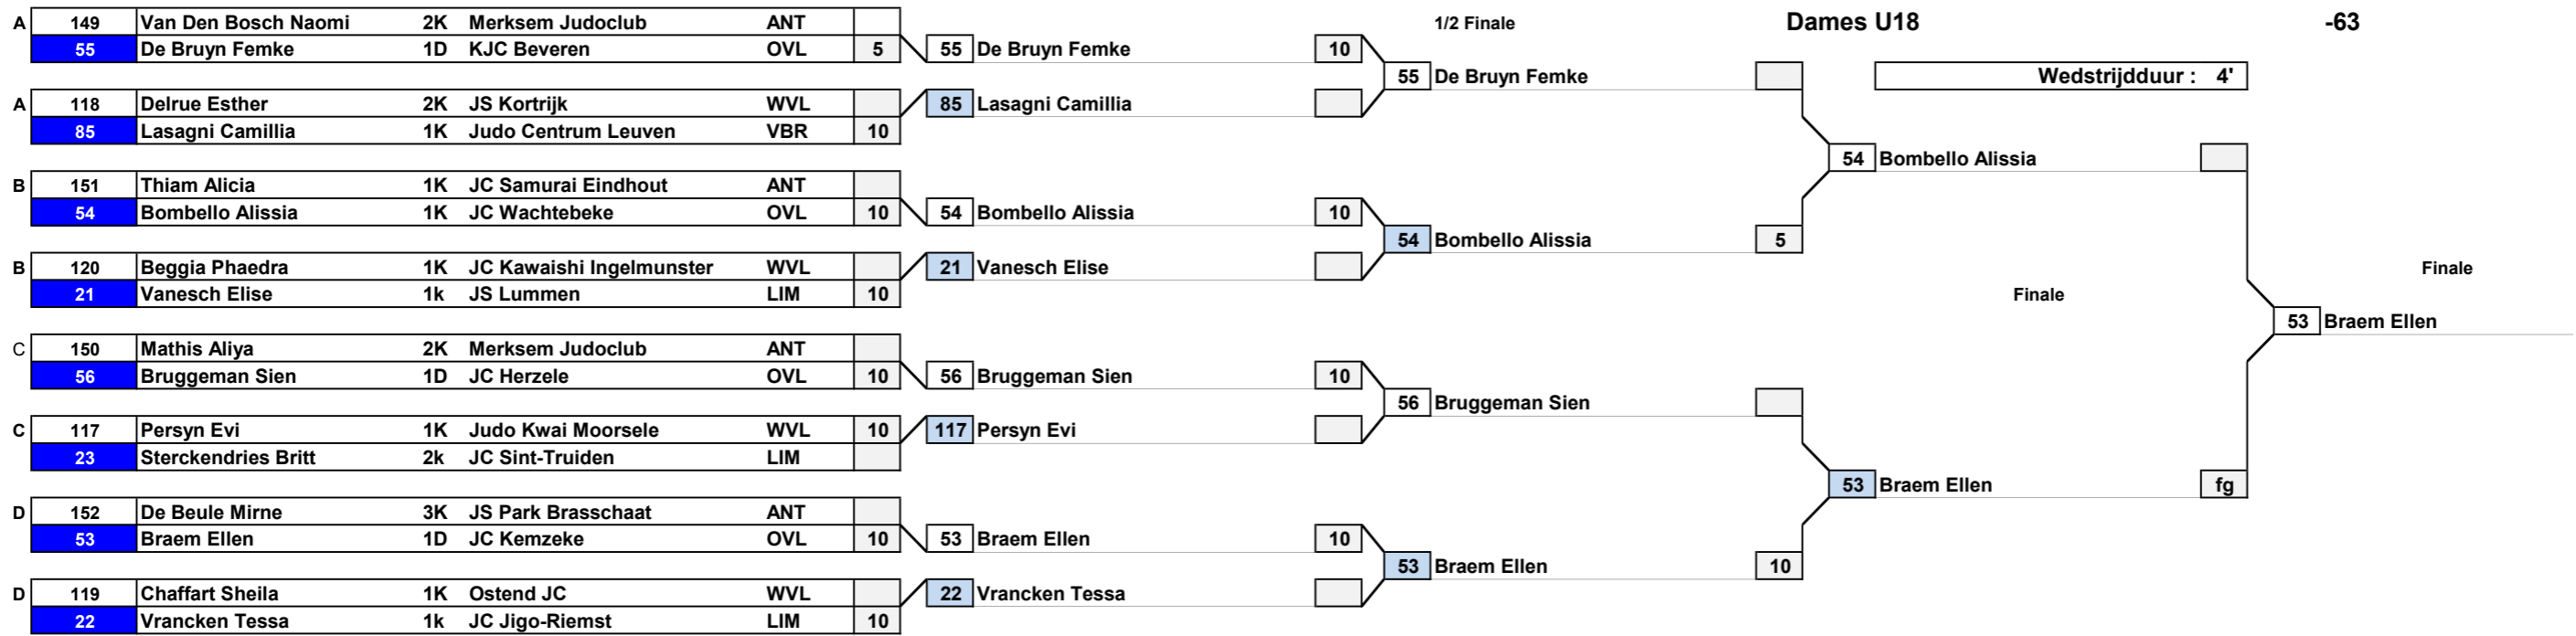 1/2 Finale Dames U18 -63
Wedstrijdduur : 4'
A 149 Van Den Bosch Naomi 2K Merksem Judoclub ANT
55 De Bruyn Femke 1D KJC Beveren OVL 5
A 118 Delrue Esther 2K JS Kortrijk WVL
85 Lasagni Camillia 1K Judo Centrum Leuven VBR 10
B 151 Thiam Alicia 1K JC Samurai Eindhout ANT
54 Bombello Alissia 1K JC Wachtebeke OVL 10
B 120 Beggia Phaedra 1K JC Kawaishi Ingelmunster WVL
21 Vanesch Elise 1k JS Lummen LIM 10
C 150 Mathis Aliya 2K Merksem Judoclub ANT
56 Bruggeman Sien 1D JC Herzele OVL 10
C 117 Persyn Evi 1K Judo Kwai Moorsele WVL 10
23 Sterckendries Britt 2k JC Sint-Truiden LIM
D 152 De Beule Mirne 3K JS Park Brasschaat ANT
53 Braem Ellen 1D JC Kemzeke OVL 10
D 119 Chaffart Sheila 1K Ostend JC WVL
22 Vrancken Tessa 1k JC Jigo-Riemst LIM 10
55 De Bruyn Femke 10
85 Lasagni Camillia
54 Bombello Alissia 10
21 Vanesch Elise
56 Bruggeman Sien 10
117 Persyn Evi
53 Braem Ellen 10
22 Vrancken Tessa
55 De Bruyn Femke
54 Bombello Alissia 5
56 Bruggeman Sien
53 Braem Ellen 10
54 Bombello Alissia
Finale
53 Braem Ellen fg
Finale
53 Braem Ellen